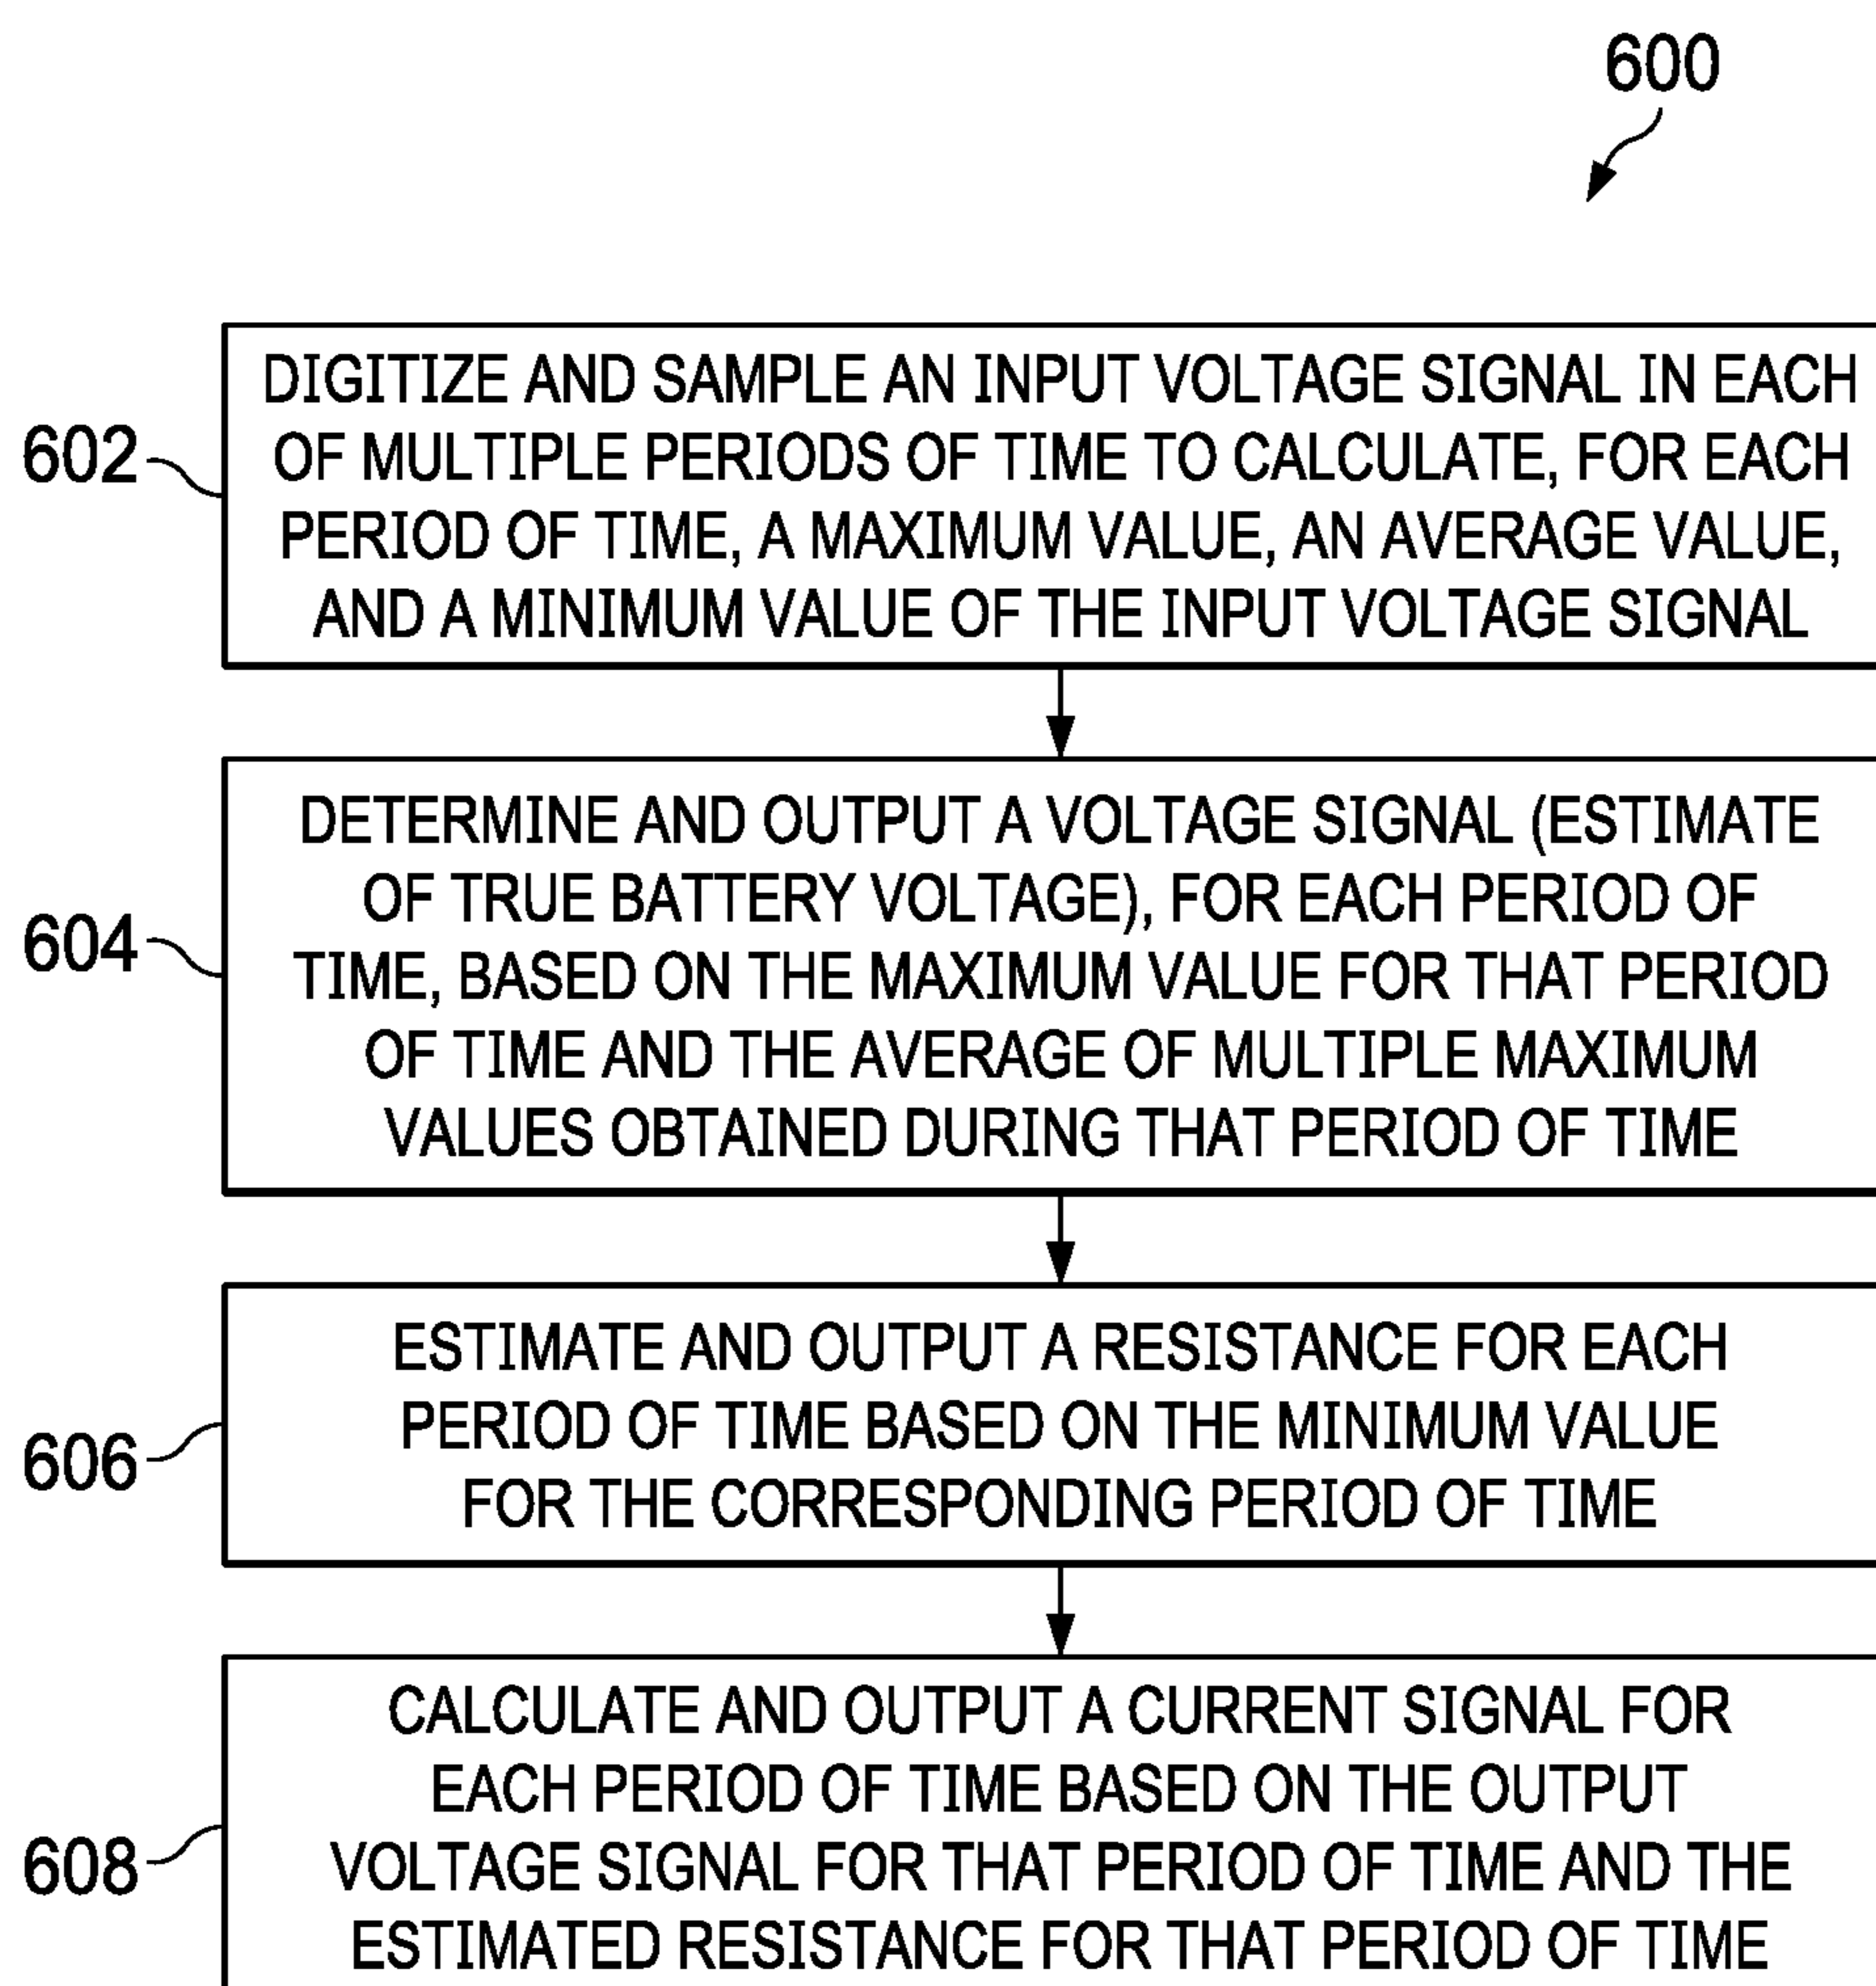 600
602
DIGITIZE AND SAMPLE AN INPUT VOLTAGE SIGNAL IN EACH
OF MULTIPLE PERIODS OF TIME TO CALCULATE, FOR EACH
PERIOD OF TIME, A MAXIMUM VALUE, AN AVERAGE VALUE,
AND A MINIMUM VALUE OF THE INPUT VOLTAGE SIGNAL
604
DETERMINE AND OUTPUT A VOLTAGE SIGNAL (ESTIMATE
OF TRUE BATTERY VOLTAGE), FOR EACH PERIOD OF
TIME, BASED ON THE MAXIMUM VALUE FOR THAT PERIOD
OF TIME AND THE AVERAGE OF MULTIPLE MAXIMUM
VALUES OBTAINED DURING THAT PERIOD OF TIME
606
ESTIMATE AND OUTPUT A RESISTANCE FOR EACH
PERIOD OF TIME BASED ON THE MINIMUM VALUE
FOR THE CORRESPONDING PERIOD OF TIME
608
CALCULATE AND OUTPUT A CURRENT SIGNAL FOR
EACH PERIOD OF TIME BASED ON THE OUTPUT
VOLTAGE SIGNAL FOR THAT PERIOD OF TIME AND THE
ESTIMATED RESISTANCE FOR THAT PERIOD OF TIME